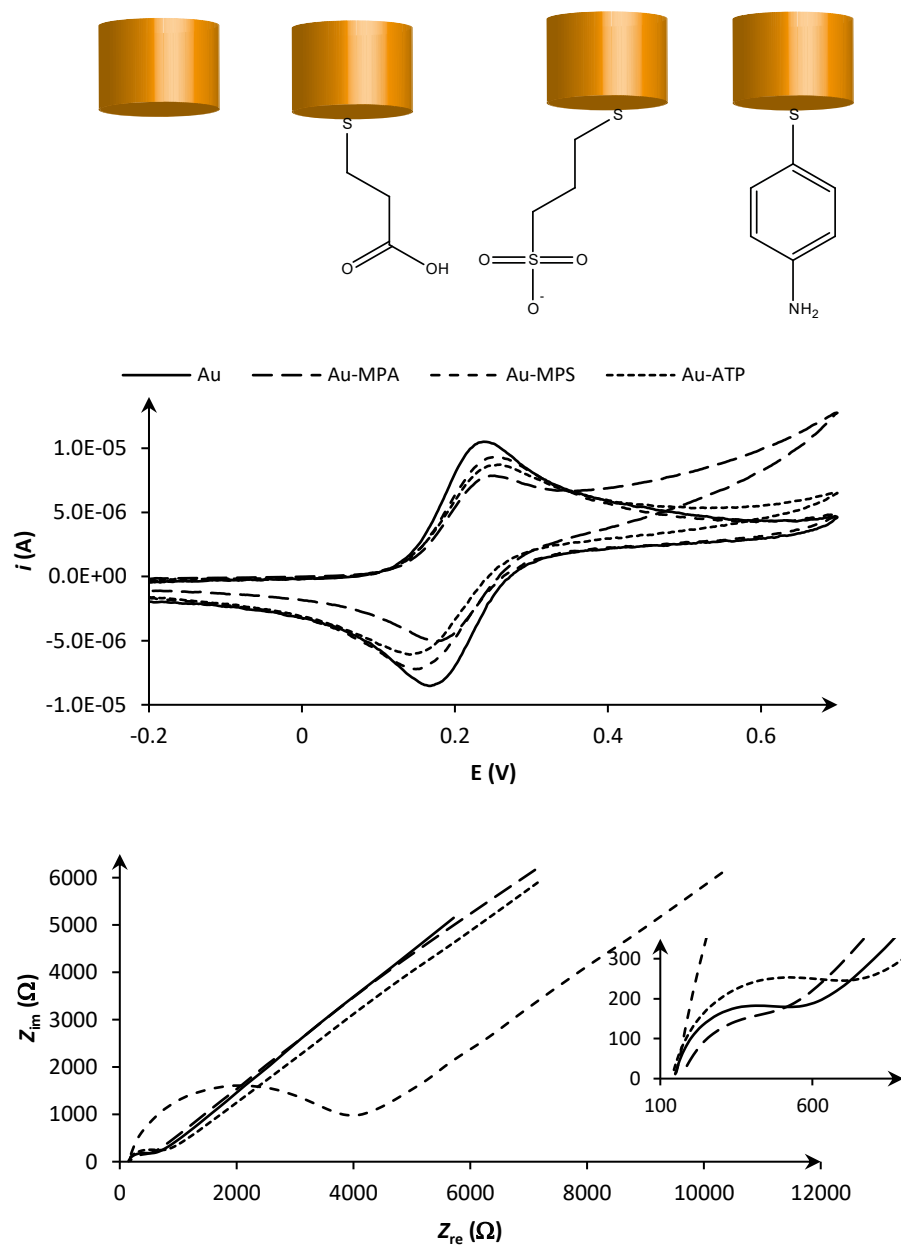 S
O
OH
S
O
S
O
O-
S
NH2
Au
Au-MPA
Au-MPS
Au-ATP
1.0E-05
5.0E-06
0.0E+00
-5.0E-06
-1.0E-05
i (A)
-0.2
0
0.2
0.4
0.6
E (V)
6000
5000
4000
3000
2000
1000
0
Zim (Ω)
300
200
100
0
100
600
0
2000
4000
6000
8000
10000
12000
Zre (Ω)